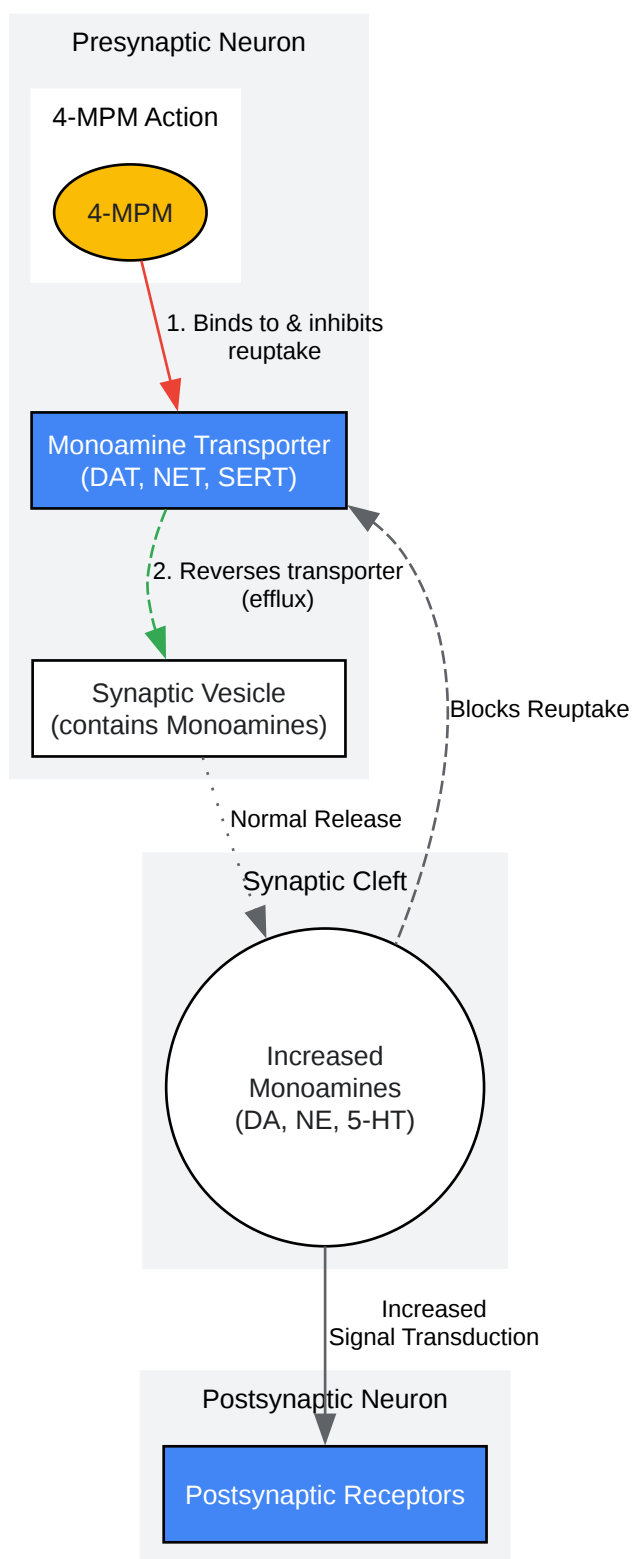 Presynaptic Neuron
4-MPM Action
4-MPM
1. Binds to & inhibits
reuptake
Monoamine Transporter
(DAT, NET, SERT)
2. Reverses transporter
(efflux)
Synaptic Vesicle
(contains Monoamines)
Blocks Reuptake
Normal Release
Synaptic Cleft
Increased
Monoamines
(DA, NE, 5-HT)
Increased
Signal Transduction
Postsynaptic Neuron
Postsynaptic Receptors